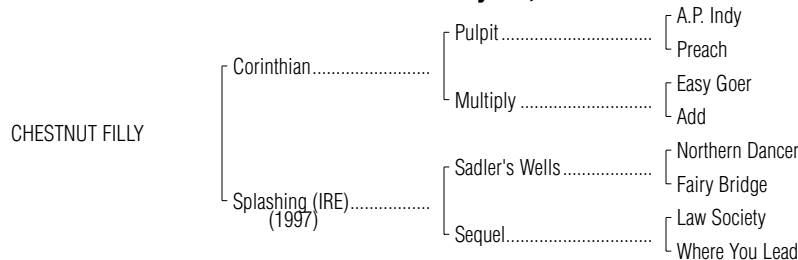 A.P. Indy
Pulpit
Preach
Corinthian
Easy Goer
Multiply
Add
CHESTNUT FILLY
Northern Dancer
Sadler's Wells
Fairy Bridge
Splashing (IRE)
(1997)
Law Society
Sequel
Where You Lead